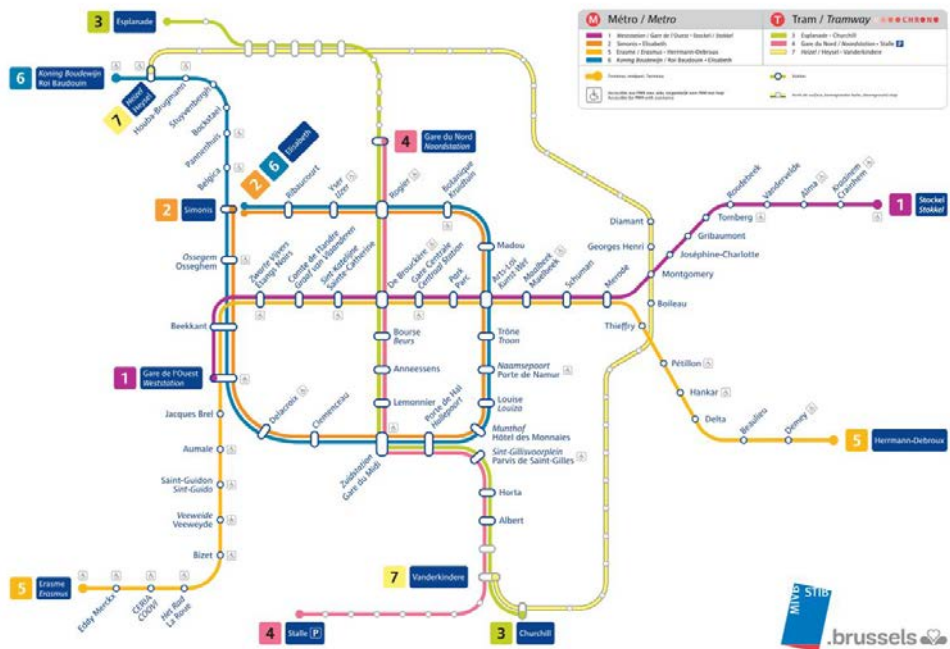 3 Esplanade
M Métro / Metro
1 Weststation / Gare de l'Ouest • Stockel / Stokkel
2 Simonis • Elisabeth
5 Erasme / Erasmus • Herrmann-Debroux
6 Koning Boudewijn / Roi Baudouin • Elisabeth
Terminus, eindpunt, Terminus
T Tram / Tramway CHRONO
3 Esplanade • Churchill
4 Gare du Nord / Noordstation • Stalle P
7 Heizel / Heysel • Vanderkindere
Station
6 Koning Boudewijn
Roi Baudouin
7 Heizel
Heysel
Houba-Brugmann
Stuyvenbergh
Bockstael
Pannenhuis
Belgica
2 6 Elisabeth
4 Gare du Nord
Noordstation
2 Simonis
Ribaucourt
Yser
IJzer
Rogier
Botanique
Kruidtuin
Madou
Ossegem
Osseghem
Zwarte Vijvers
Etangs Noirs
Comte de Flandre
Graaf van Vlaanderen
Sint-Katelijne
Sainte-Catherine
De Brouckère
Gare Centrale
Centraal Station
Park
Parc
Arts-Loi
Kunst-Wet
Maalbeek
Maelbeek
Schuman
Merode
Diamant
Georges Henri
Montgomery
Boileau
Joséphine-Charlotte
Gribaumont
Tomberg
Roodebeek
Vandervelde
Alma
Kraainem
Crainhem
1 Stockel
Stokkel
Beekkant
1 Gare de l'Ouest
Weststation
Bourse
Beurs
Anneessens
Lemonnier
Trône
Troon
Naamsepoort
Porte de Namur
Louise
Louiza
Munthof
Hôtel des Monnaies
Delacroix
Clemenceau
Zuidstation
Gare du Midi
Porte de Hal
Hallepoort
Sint-Gillisvoorplein
Parvis de Saint-Gilles
Horta
Albert
Thieffry
Pétillon
Hankar
Delta
Beaulieu
Demey
5 Herrmann-Debroux
Jacques Brel
Aumale
Saint-Guidon
Sint-Guido
Veeweide
Veeweyde
Bizet
5 Erasme
Erasmus
Eddy Merckx
CERIA
COOVI
Het Rad
La Roue
7 Vanderkindere
4 Stalle P
3 Churchill
MIVB STIB
.brussels